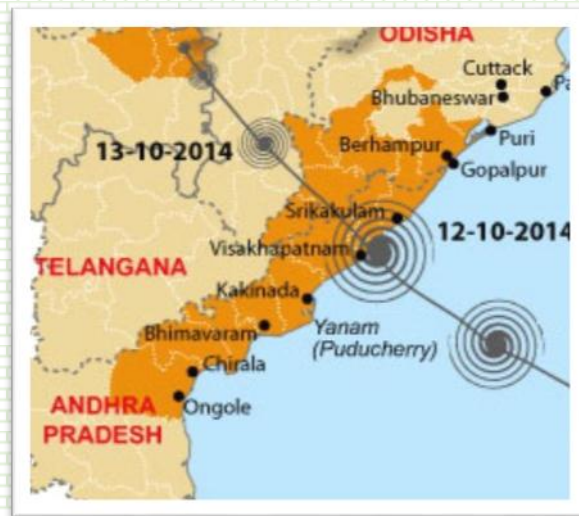 ODISHA
Cuttack
Bhubaneswar
Puri
13-10-2014
Berhampur
Gopalpur
Srikakulam
12-10-2014
Visakhapatnam
TELANGANA
Kakinada
Yanam
(Puducherry)
Bhimavaram
Chirala
ANDHRA
PRADESH
Ongole